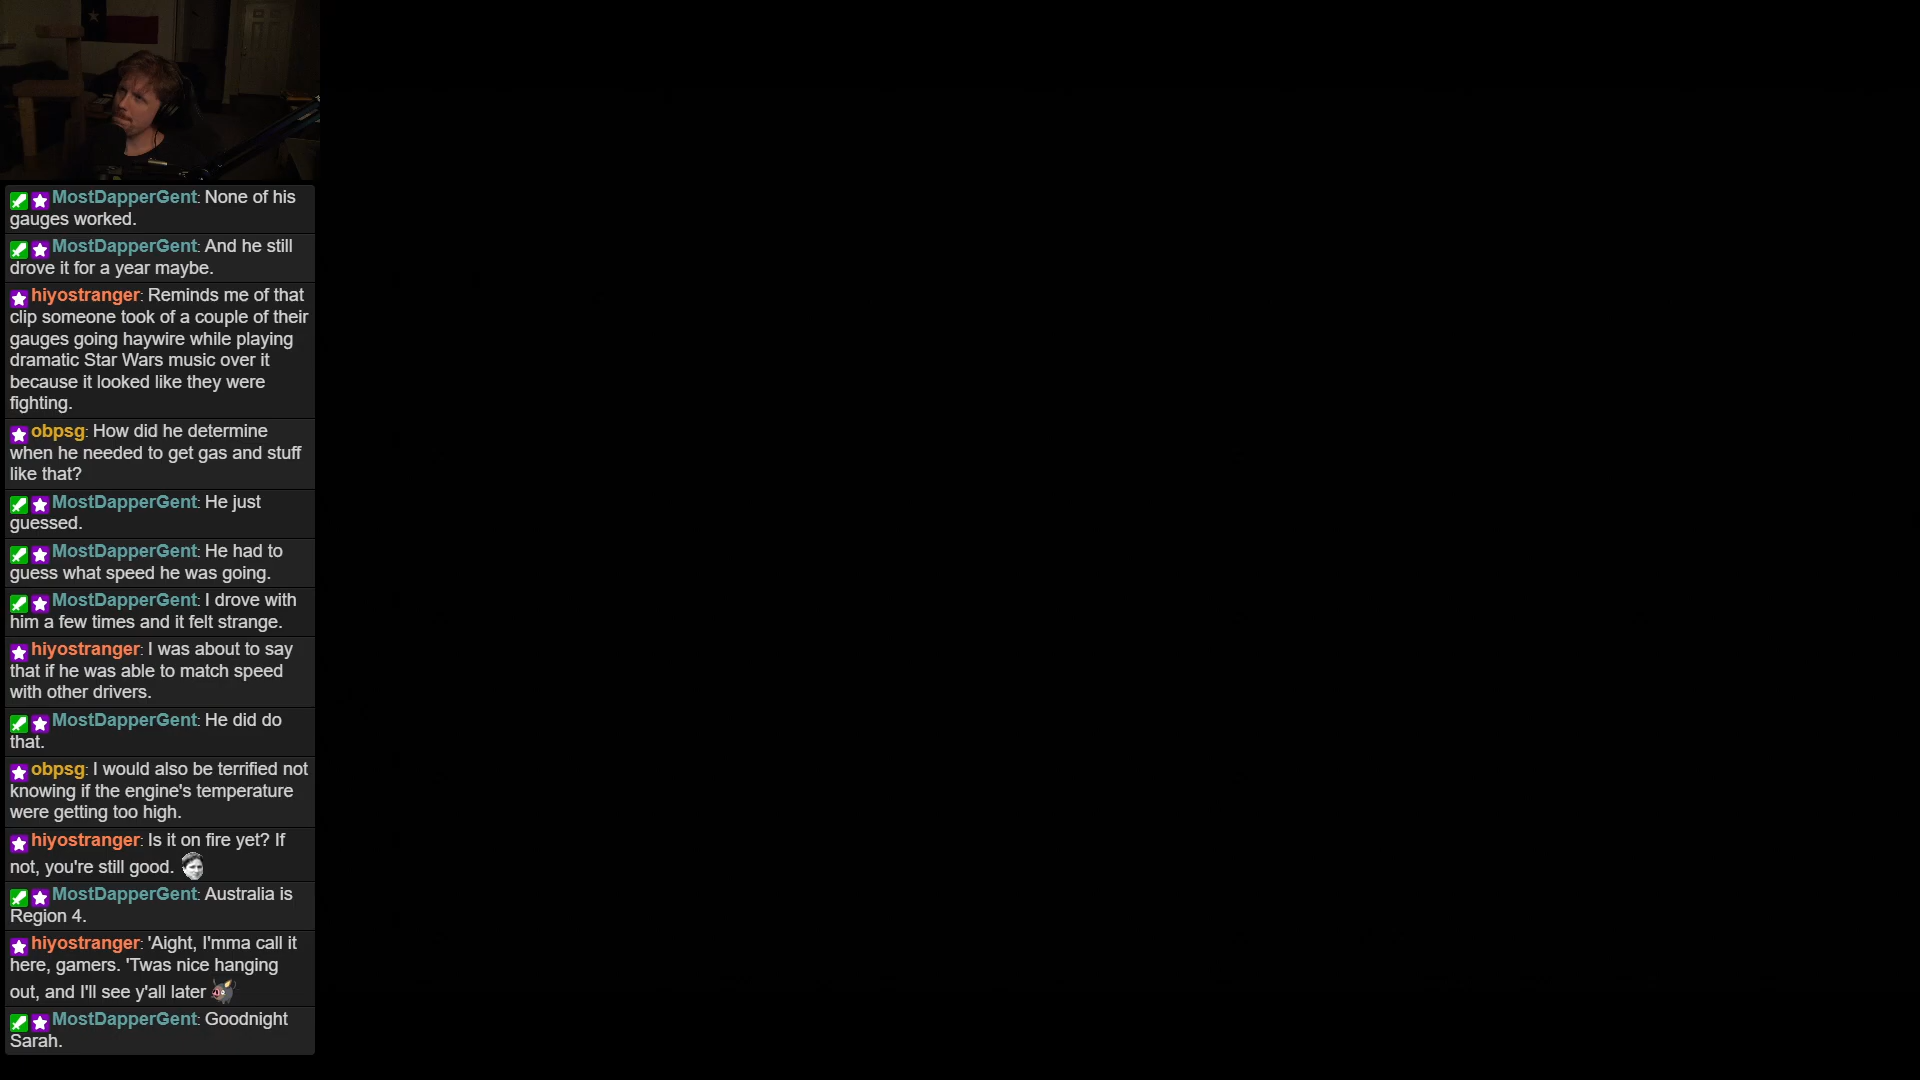 MostDapperGent: None of his
gauges worked.
MostDapperGent: And he still
drove it for a year maybe.
hiyostranger: Reminds me of that
clip someone took of a couple of their
gauges going haywire while playing
dramatic Star Wars music over it
because it looked like they were
fighting.
obpsg: How did he determine
when he needed to get gas and stuff
like that?
MostDapperGent: He just
guessed.
MostDapperGent: He had to
guess what speed he was going.
MostDapperGent: I drove with
him a few times and it felt strange.
hiyostranger: I was about to say
that if he was able to match speed
with other drivers.
MostDapperGent: He did do
that.
obpsg: I would also be terrified not
knowing if the engine's temperature
were getting too high.
hiyostranger: Is it on fire yet? If
not, you're still good.
MostDapperGent: Australia is
Region 4.
hiyostranger: 'Aight, I'mma call it
here, gamers. 'Twas nice hanging
out, and I'll see y'all later
MostDapperGent: Goodnight
Sarah.